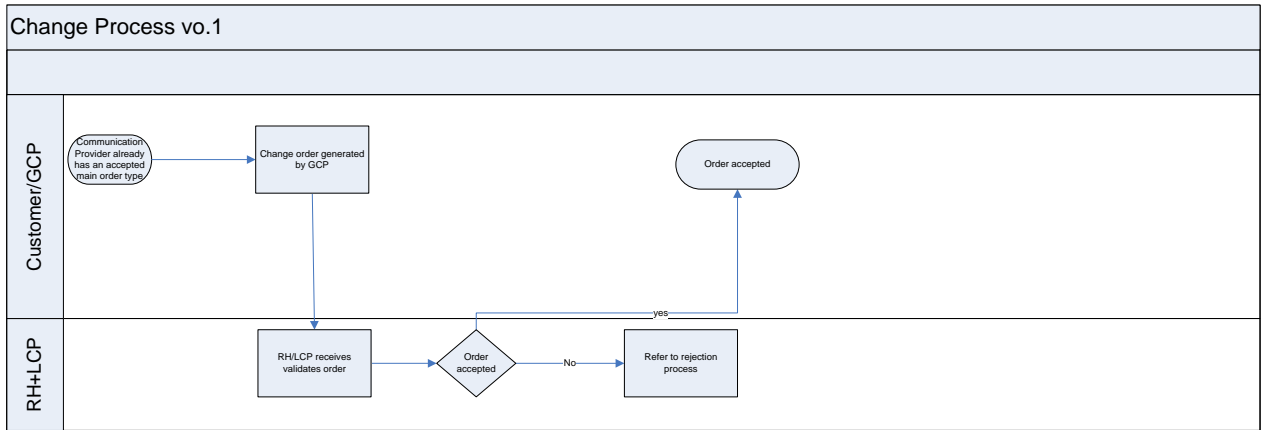 Change Process vo.1
Customer/GCP
Communication
Provider already
has an accepted
main order type
Change order generated
by GCP
Order accepted
yes
RH+LCP
RH/LCP receives
validates order
Order
accepted
No
Refer to rejection
process